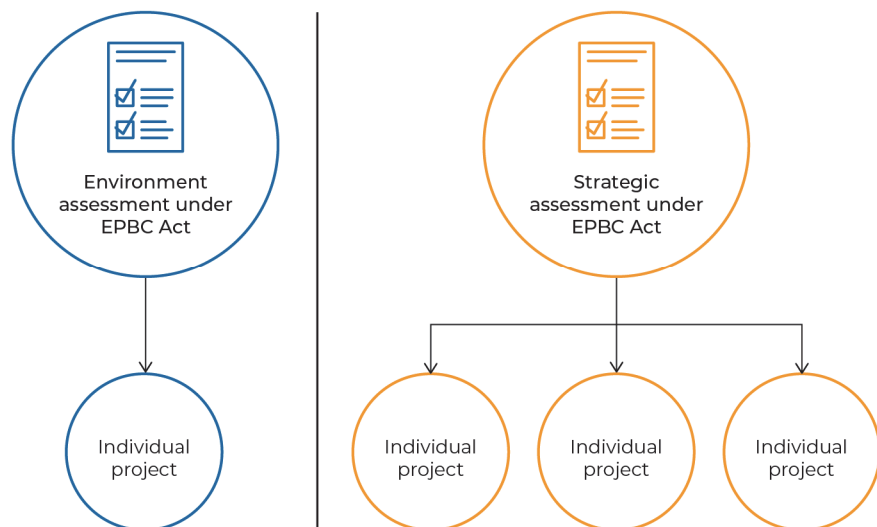 Environment
assessment under
EPBC Act
Strategic
assessment under
EPBC Act
Individual
project
Individual
project
Individual
project
Individual
project